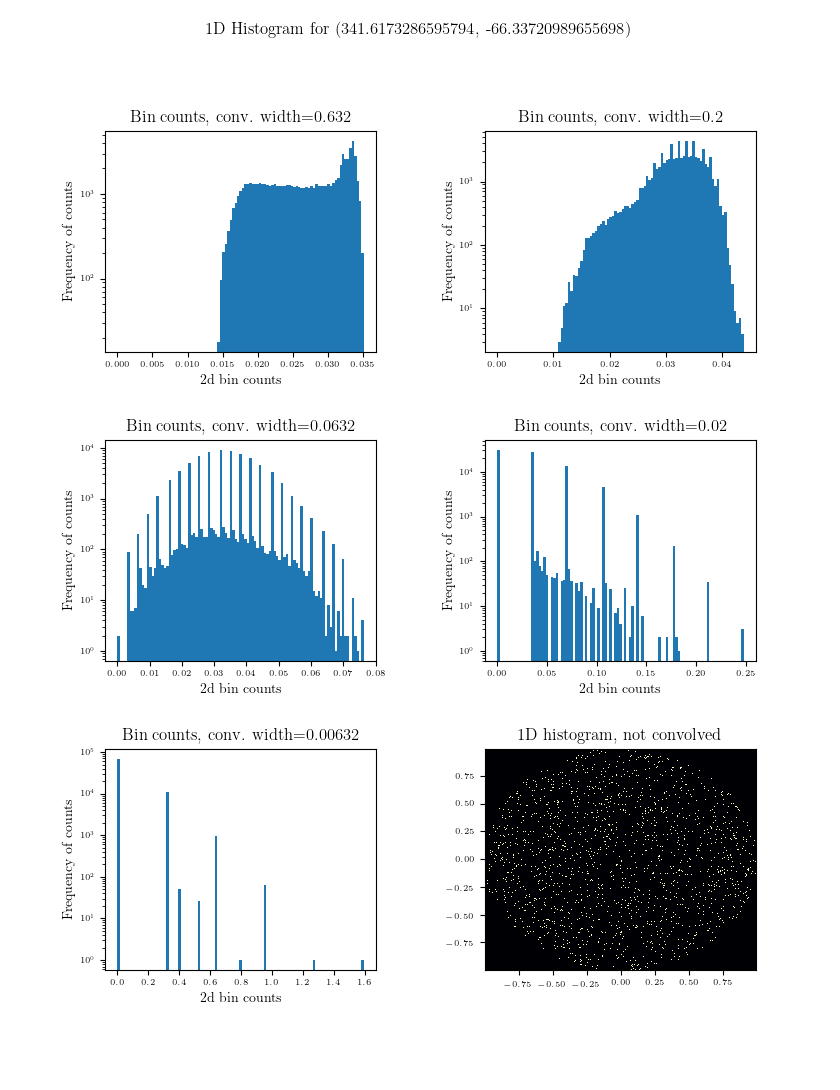 1D Histogram for (341.6173286595794, -66.33720989655698)
Bin counts, conv. width=0.632
Frequency of counts
10³
10²
0.000 0.005 0.010 0.015 0.020 0.025 0.030 0.035
2d bin counts
Bin counts, conv. width=0.2
Frequency of counts
10³
10²
10¹
0.00 0.01 0.02 0.03 0.04
2d bin counts
Bin counts, conv. width=0.0632
Frequency of counts
10⁴
10³
10²
10¹
10⁰
0.00 0.01 0.02 0.03 0.04 0.05 0.06 0.07 0.08
2d bin counts
Bin counts, conv. width=0.02
Frequency of counts
10⁴
10³
10²
10¹
10⁰
0.00 0.05 0.10 0.15 0.20 0.25
2d bin counts
Bin counts, conv. width=0.00632
Frequency of counts
10⁵
10⁴
10³
10²
10¹
10⁰
0.0 0.2 0.4 0.6 0.8 1.0 1.2 1.4 1.6
2d bin counts
1D histogram, not convolved
0.75
0.50
0.25
0.00
−0.25
−0.50
−0.75
−0.75 −0.50 −0.25 0.00 0.25 0.50 0.75